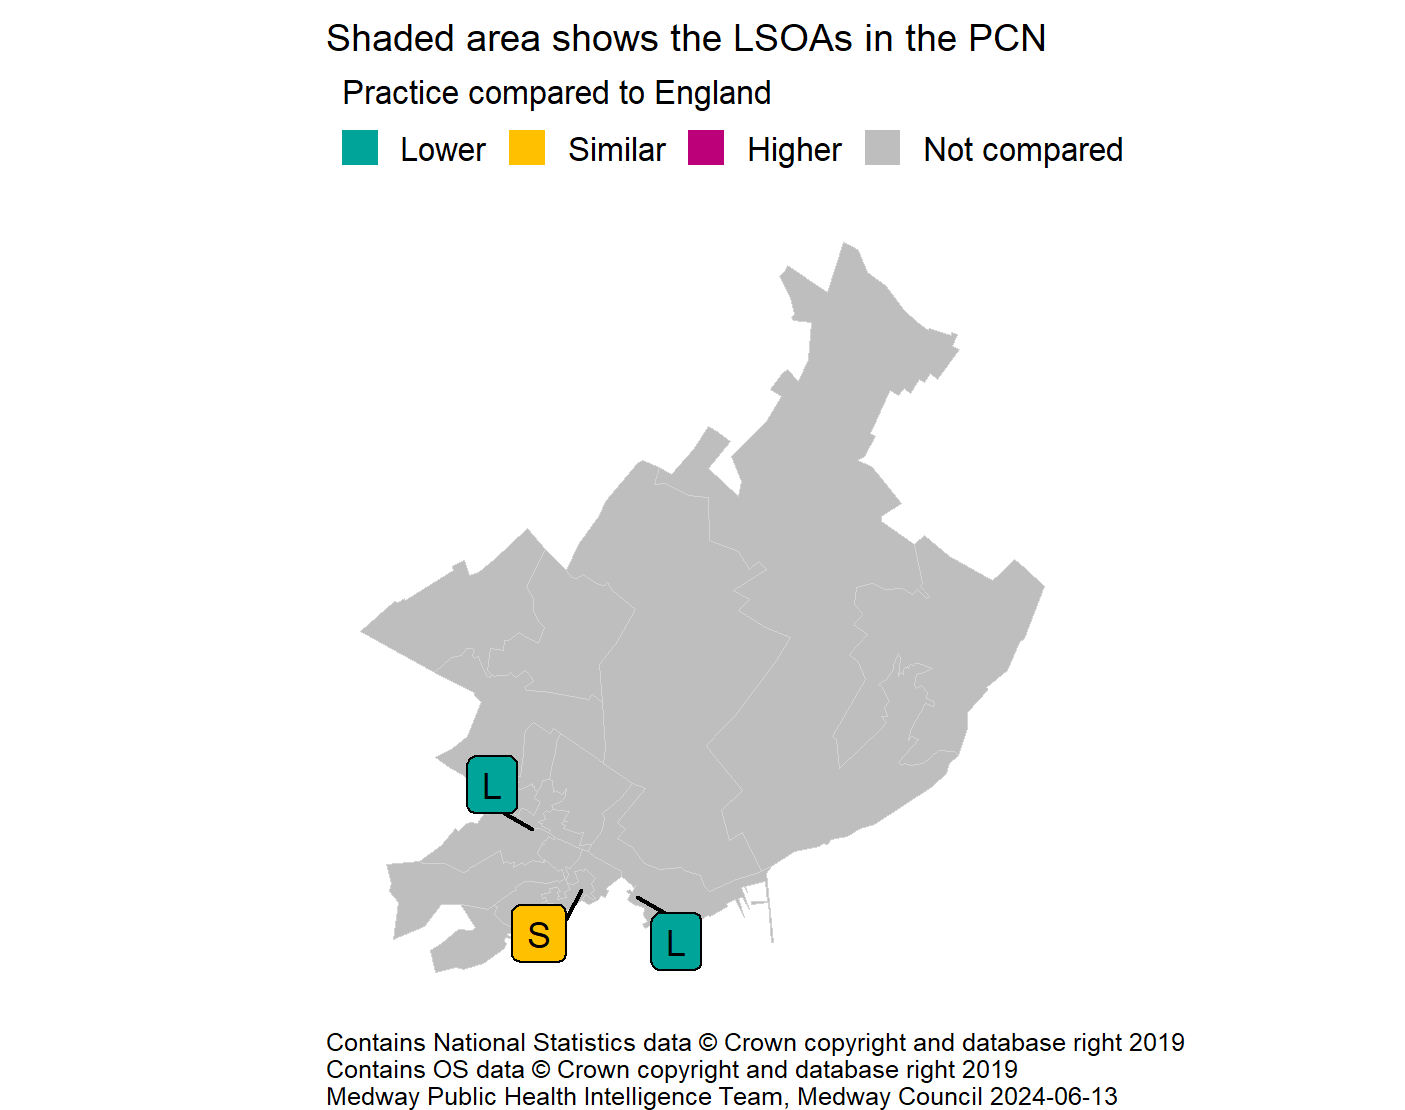 Shaded area shows the LSOAs in the PCN
Practice compared to England
Lower Similar Higher Not compared
L
S
L
Contains National Statistics data © Crown copyright and database right 2019
Contains OS data © Crown copyright and database right 2019
Medway Public Health Intelligence Team, Medway Council 2024-06-13